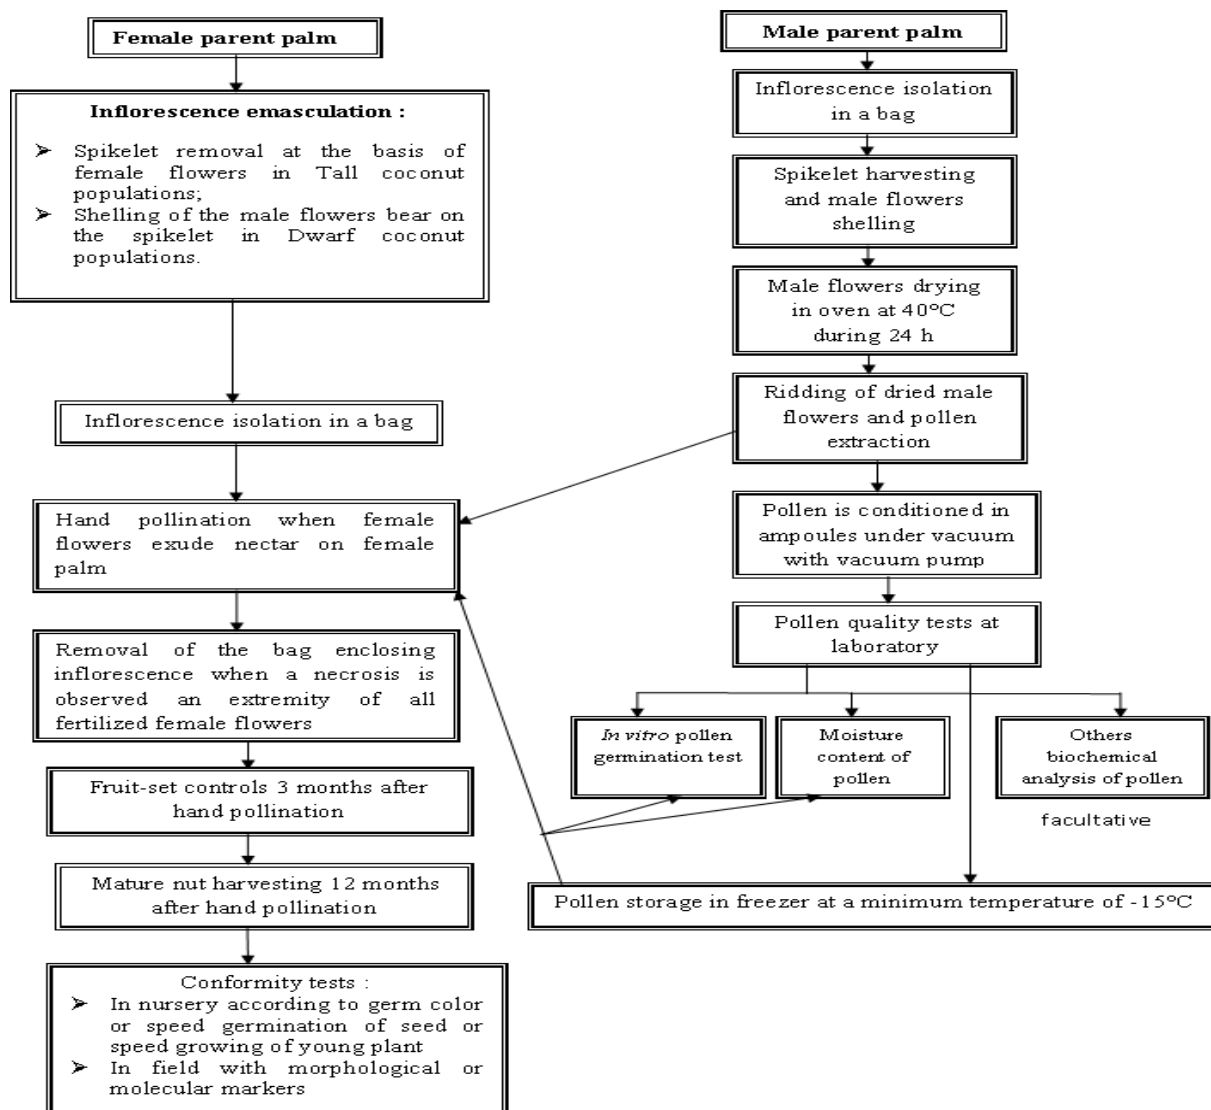 Female parent palm
Inflorescence emasculation :
➤ Spikelet removal at the basis of
female flowers in Tall coconut
populations;
➤ Shelling of the male flowers bear on
the spikelet in Dwarf coconut
populations.
Inflorescence isolation in a bag
Hand pollination when female
flowers exude nectar on female
palm
Removal of the bag enclosing
inflorescence when a necrosis is
observed an extremity of all
fertilized female flowers
Fruit-set controls 3 months after
hand pollination
Mature nut harvesting 12 months
after hand pollination
Conformity tests :
➤ In nursery according to germ color
or speed germination of seed or
speed growing of young plant
➤ In field with morphological or
molecular markers
Male parent palm
Inflorescence isolation
in a bag
Spikelet harvesting
and male flowers
shelling
Male flowers drying
in oven at 40°C
during 24 h
Ridding of dried male
flowers and pollen
extraction
Pollen is conditioned in
ampoules under vacuum
with vacuum pump
Pollen quality tests at
laboratory
In vitro pollen
germination test
Moisture
content of
pollen
Others
biochemical
analysis of pollen
facultative
Pollen storage in freezer at a minimum temperature of -15°C